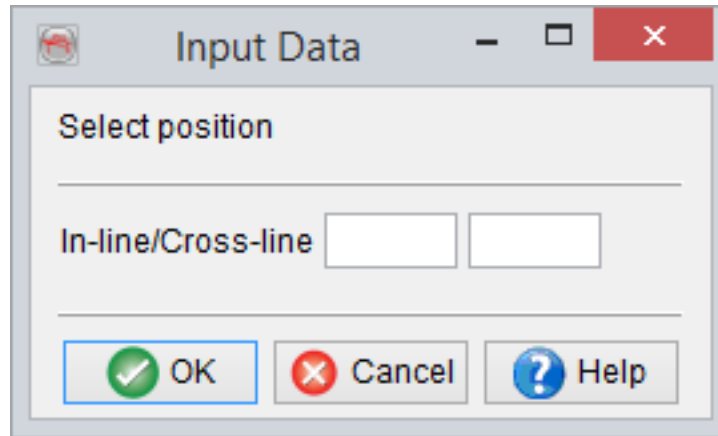 Input Data
Select position
In-line/Cross-line
OK Cancel Help